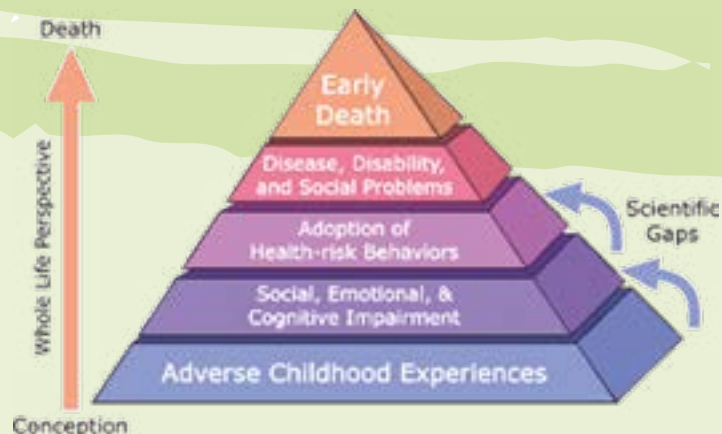 Death
Early
Death
Disease, Disability,
and Social Problems
Adoption of
Health-risk Behaviors
Social, Emotional, &
Cognitive Impairment
Adverse Childhood Experiences
Scientific
Gaps
Whole Life Perspective
Conception